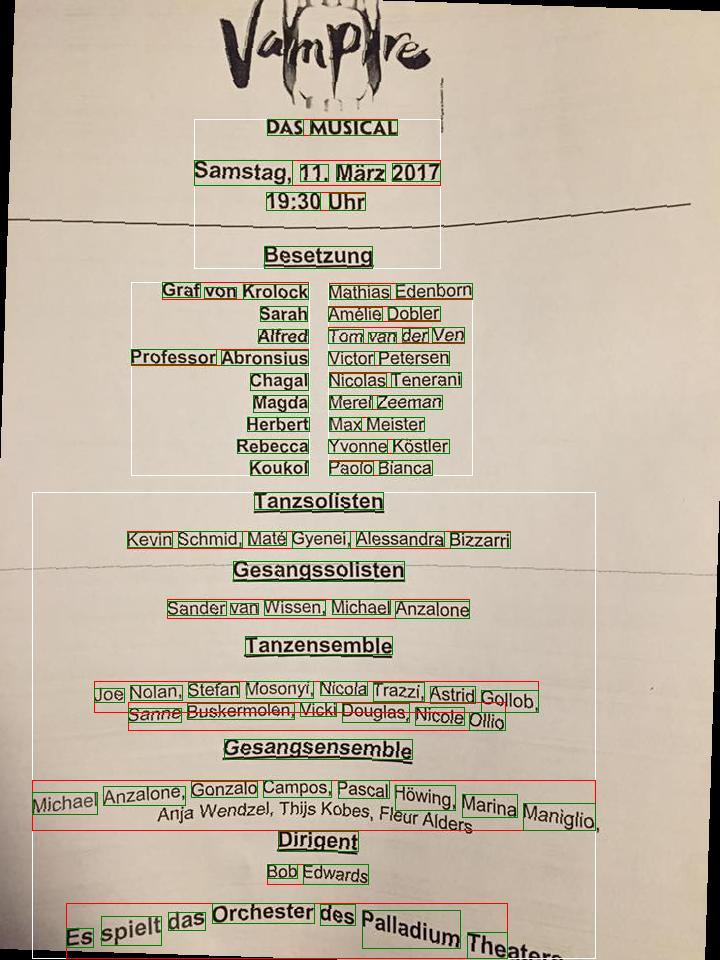 Vampire
DAS MUSICAL
Samstag, 11. März 2017
19:30 Uhr
Besetzung
Graf von Krolock Mathias Edenborn
Sarah Amélie Dobler
Alfred Tom van der Ven
Professor Abronsius Victor Petersen
Chagal Nicolas Tenerani
Magda Merel Zeeman
Herbert Max Meister
Rebecca Yvonne Köstler
Koukol Paolo Bianca
Tanzsolisten
Kevin Schmid, Maté Gyenei, Alessandra Bizzarri
Gesangssolisten
Sander van Wissen, Michael Anzalone
Tanzensemble
Joe Nolan, Stefan Mosonyi, Nicola Trazzi, Astrid Gollob,
Sanne Buskermolen, Vicki Douglas, Nicole Ollio
Gesangsensemble
Michael Anzalone, Gonzalo Campos, Pascal Höwing, Marina Maniglio,
Anja Wendzel, Thijs Kobes, Fleur Alders
Dirigent
Bob Edwards
Es spielt das Orchester des Palladium Theaters